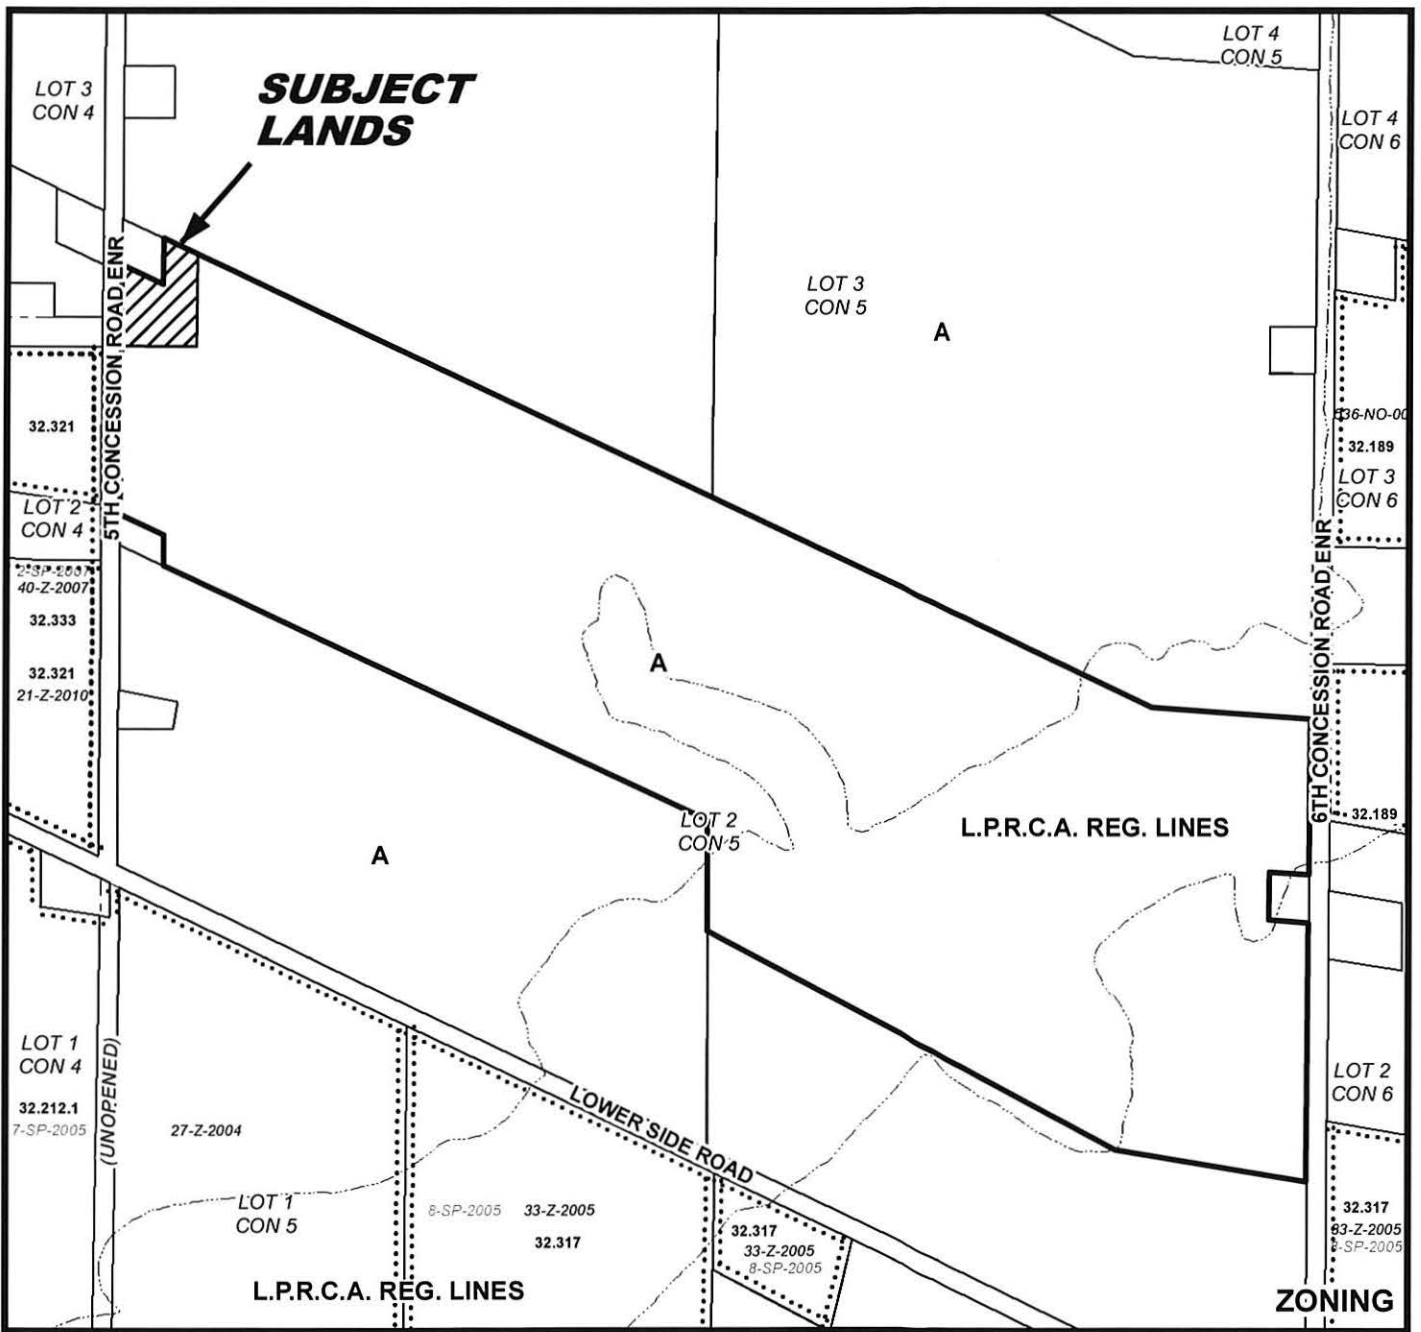 LOT 4
CON 5
LOT 3
CON 4
SUBJECT
LANDS
LOT 4
CON 6
5TH CONCESSION ROAD ENR
LOT 3
CON 5
A
32.321
32.189
LOT 3
CON 6
LOT 2
CON 4
6TH CONCESSION ROAD ENR
2-SP-2007
40-Z-2007
32.333
32.321
21-Z-2010
A
LOT 2
CON 5
L.P.R.C.A. REG. LINES
32.189
A
LOT 1
CON 4
(UNOPENED)
32.212.1
7-SP-2005
27-Z-2004
LOWER SIDE ROAD
LOT 2
CON 6
LOT 1
CON 5
8-SP-2005 33-Z-2005
32.317
32.317
33-Z-2005
8-SP-2005
32.317
33-Z-2005
8-SP-2005
L.P.R.C.A. REG. LINES
ZONING